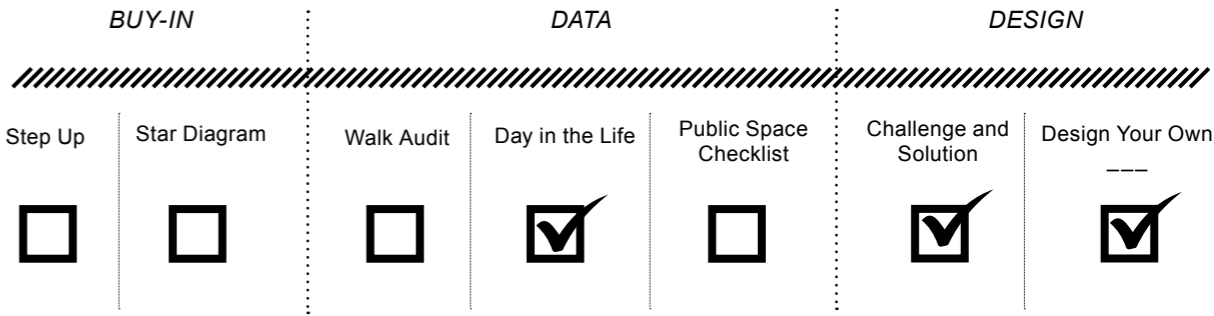 BUY-IN
DATA
DESIGN
Step Up
Star Diagram
Walk Audit
Day in the Life
Public Space
Checklist
Challenge and
Solution
Design Your Own
___